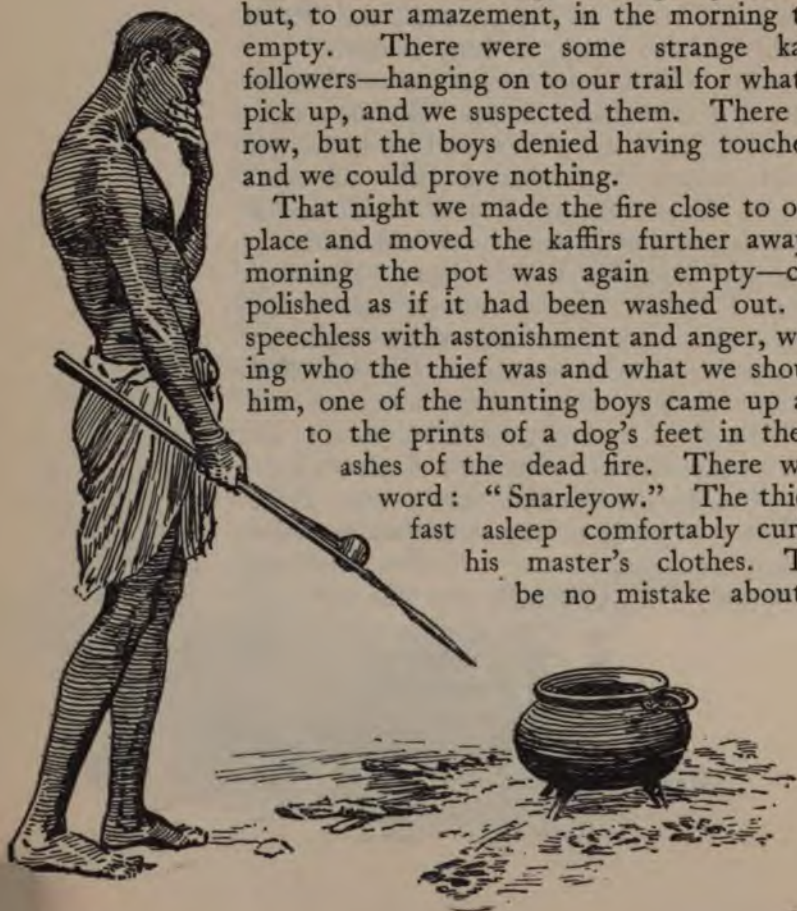 but, to our amazement, in the morning t
empty. There were some strange ka
followers—hanging on to our trail for what
pick up, and we suspected them. There
row, but the boys denied having touche
and we could prove nothing.
That night we made the fire close to o
place and moved the kaffirs further away
morning the pot was again empty—c
polished as if it had been washed out.
speechless with astonishment and anger, w
ing who the thief was and what we shou
him, one of the hunting boys came up a
to the prints of a dog's feet in the
ashes of the dead fire. There w
word: “Snarleyow.” The thie
fast asleep comfortably cur
his master's clothes. T
be no mistake about